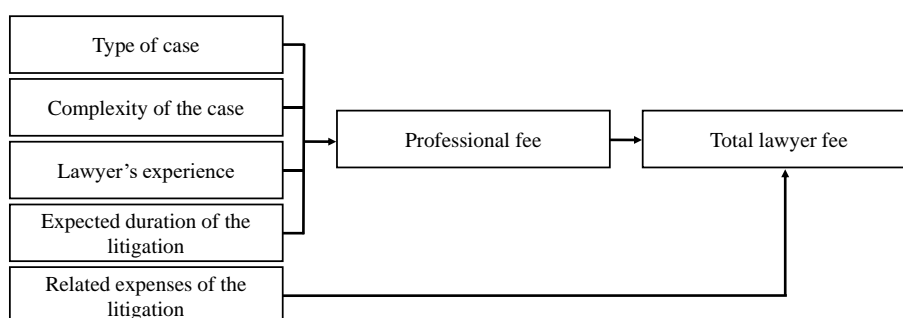 Type of case
Complexity of the case
Lawyer’s experience
Expected duration of the
litigation
Related expenses of the
litigation
Professional fee
Total lawyer fee